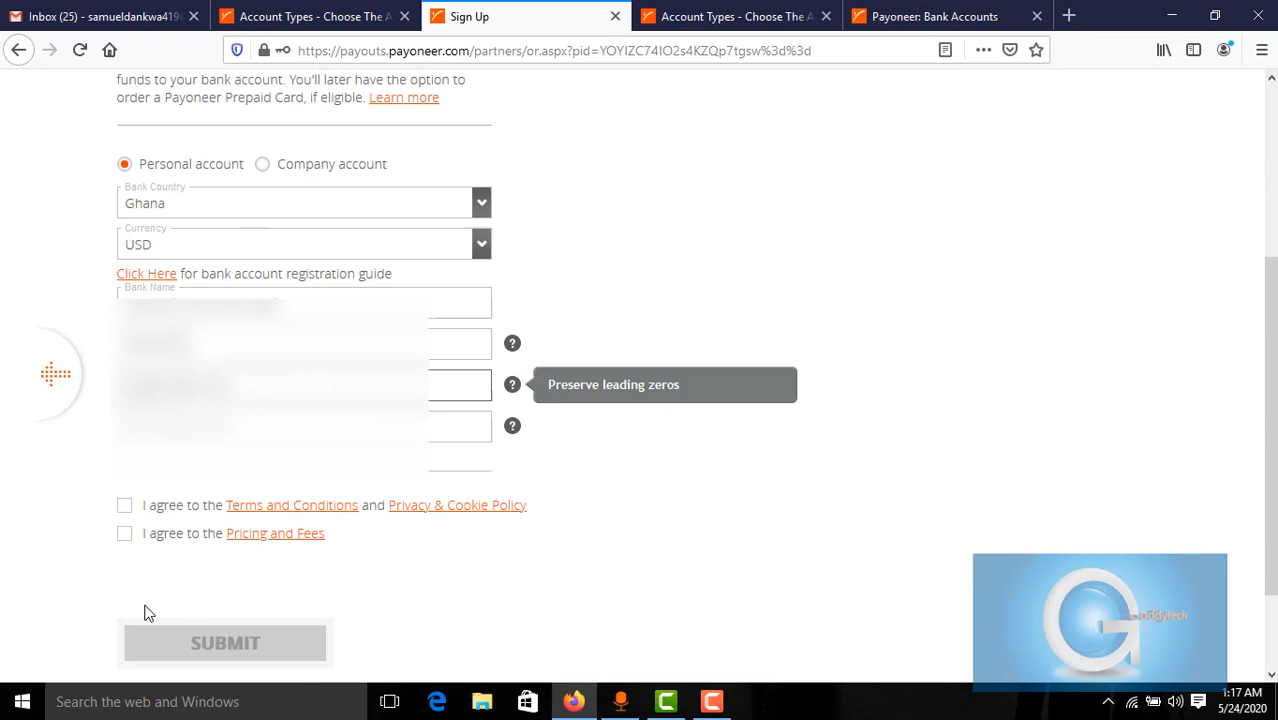 Inbox (25) - samueldankwa419@
Account Types - Choose The A
Sign Up
Account Types - Choose The A
Payoneer: Bank Accounts
https://payouts.payoneer.com/partners/or.aspx?pid=YOYIZC74IO2s4KZQp7tgsw%3d%3d
funds to your bank account. You'll later have the option to
order a Payoneer Prepaid Card, if eligible. Learn more
Personal account
Company account
Bank Country
Ghana
Currency
USD
Click Here for bank account registration guide
Bank Name
?
? Preserve leading zeros
?
I agree to the Terms and Conditions and Privacy & Cookie Policy
I agree to the Pricing and Fees
SUBMIT
Search the web and Windows
1:17 AM
5/24/2020